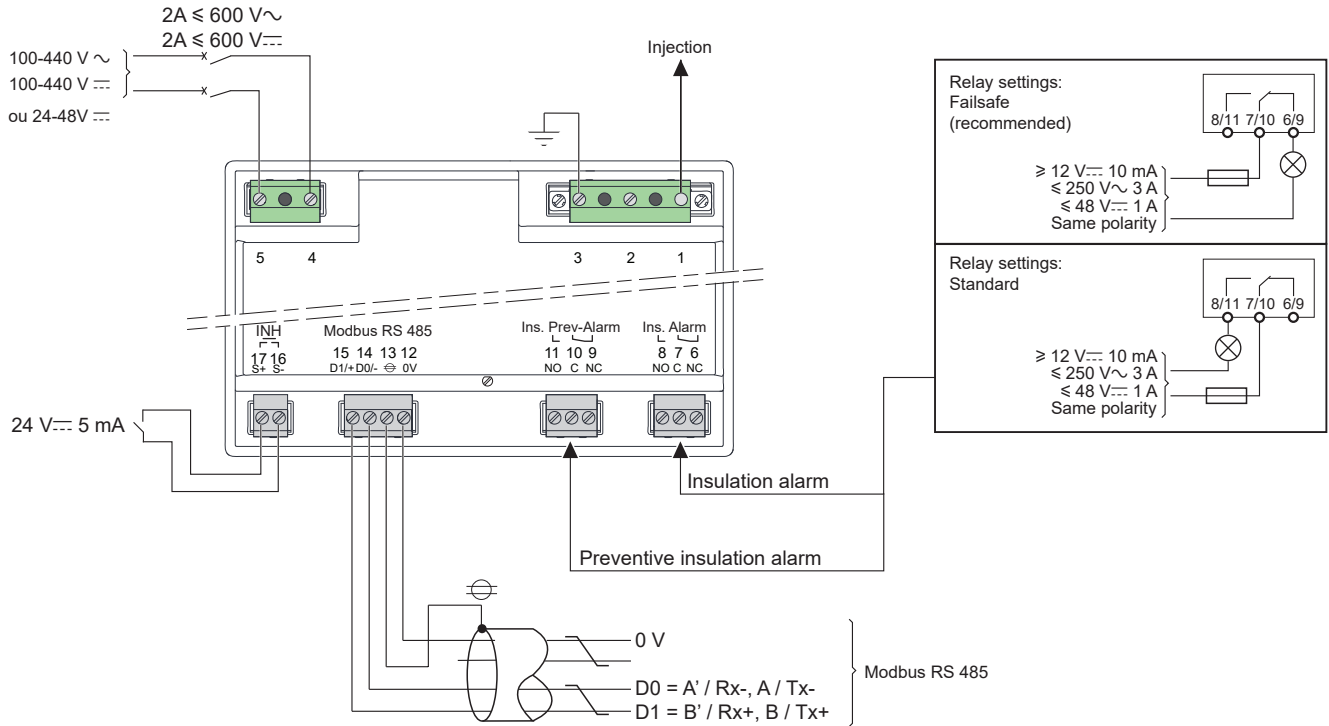 2A ⩽ 600 V∼
2A ⩽ 600 V⎓
100-440 V ∼
100-440 V ⎓
ou 24-48V ⎓
Injection
5 4
3 2 1
INH
17 16
S+ S-
Modbus RS 485
15 14 13 12
D1/+ D0/- 0V
Ins. Prev-Alarm
11 10 9
NO C NC
Ins. Alarm
8 7 6
NO C NC
24 V⎓ 5 mA
Insulation alarm
Preventive insulation alarm
0 V
D0 = A' / Rx-, A / Tx-
D1 = B' / Rx+, B / Tx+
Modbus RS 485
Relay settings:
Failsafe
(recommended)
8/11 7/10 6/9
⩾ 12 V⎓ 10 mA
⩽ 250 V∼ 3 A
⩽ 48 V⎓ 1 A
Same polarity
Relay settings:
Standard
8/11 7/10 6/9
⩾ 12 V⎓ 10 mA
⩽ 250 V∼ 3 A
⩽ 48 V⎓ 1 A
Same polarity